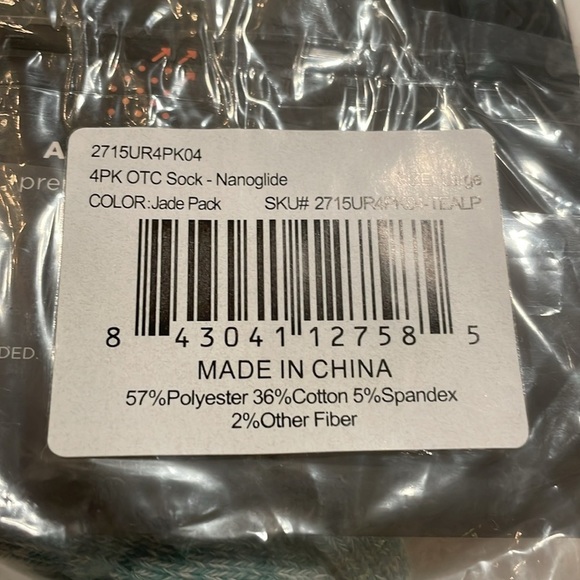 2715UR4PK04
4PK OTC Sock - Nanoglide
COLOR:Jade Pack SKU#
8 43041 12758 5
MADE IN CHINA
57%Polyester 36%Cotton 5%Spandex
2%Other Fiber